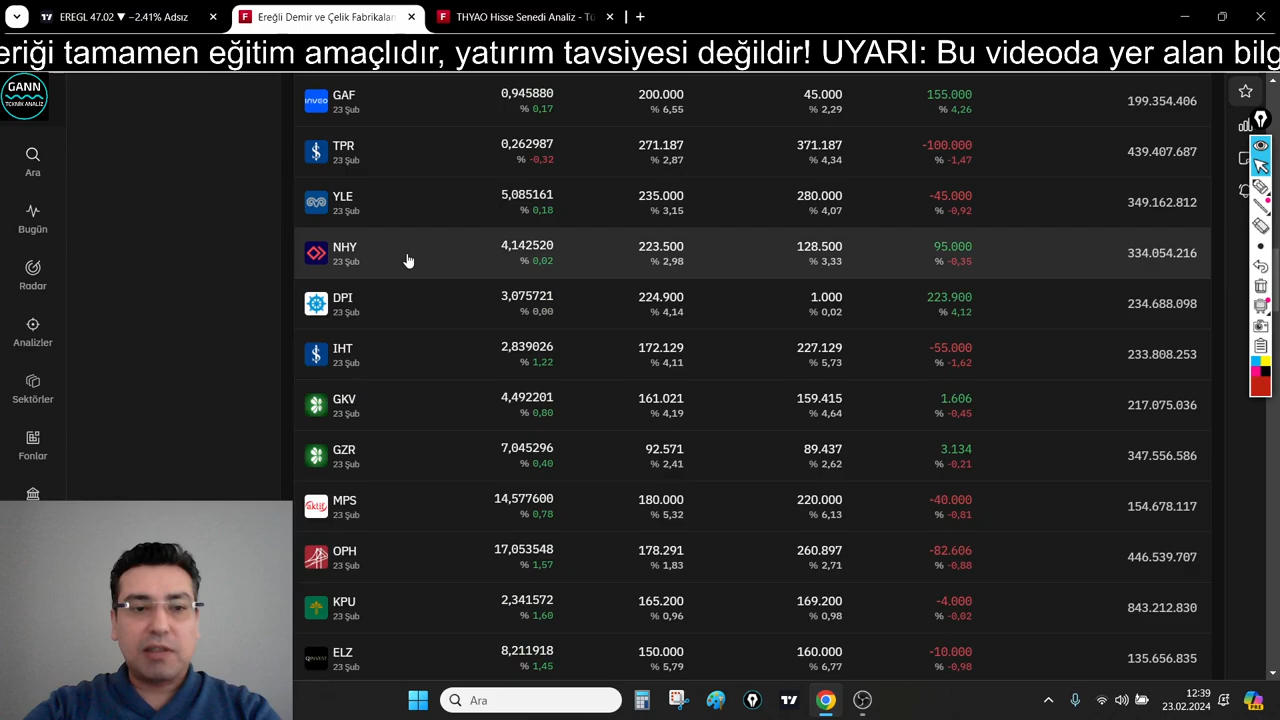 EREGL 47.02 ▼ −2.41% Adsız
Ereğli Demir ve Çelik Fabrikaları
THYAO Hisse Senedi Analiz - Tü
eriği tamamen eğitim amaçlıdır, yatırım tavsiyesi değildir! UYARI: Bu videoda yer alan bilg
GANN
TEKNİK ANALİZ
Ara
Bugün
Radar
Analizler
Sektörler
Fonlar
GAF 0,945880 200.000 45.000 155.000 199.354.406
23 Şub % 0,17 % 6,55 % 2,29 % 4,26
TPR 0,262987 271.187 371.187 -100.000 439.407.687
23 Şub % -0,32 % 2,87 % 4,34 % -1,47
YLE 5,085161 235.000 280.000 -45.000 349.162.812
23 Şub % 0,18 % 3,15 % 4,07 % -0,92
NHY 4,142520 223.500 128.500 95.000 334.054.216
23 Şub % 0,02 % 2,98 % 3,33 % -0,35
DPI 3,075721 224.900 1.000 223.900 234.688.098
23 Şub % 0,00 % 4,14 % 0,02 % 4,12
IHT 2,839026 172.129 227.129 -55.000 233.808.253
23 Şub % 1,22 % 4,11 % 5,73 % -1,62
GKV 4,492201 161.021 159.415 1.606 217.075.036
23 Şub % 0,80 % 4,19 % 4,64 % -0,45
GZR 7,045296 92.571 89.437 3.134 347.556.586
23 Şub % 0,40 % 2,41 % 2,62 % -0,21
MPS 14,577600 180.000 220.000 -40.000 154.678.117
23 Şub % 0,78 % 5,32 % 6,13 % -0,81
OPH 17,053548 178.291 260.897 -82.606 446.539.707
23 Şub % 1,57 % 1,83 % 2,71 % -0,88
KPU 2,341572 165.200 169.200 -4.000 843.212.830
23 Şub % 1,60 % 0,96 % 0,98 % -0,02
ELZ 8,211918 150.000 160.000 -10.000 135.656.835
23 Şub % 1,45 % 5,79 % 6,77 % -0,98
Ara
12:39
23.02.2024